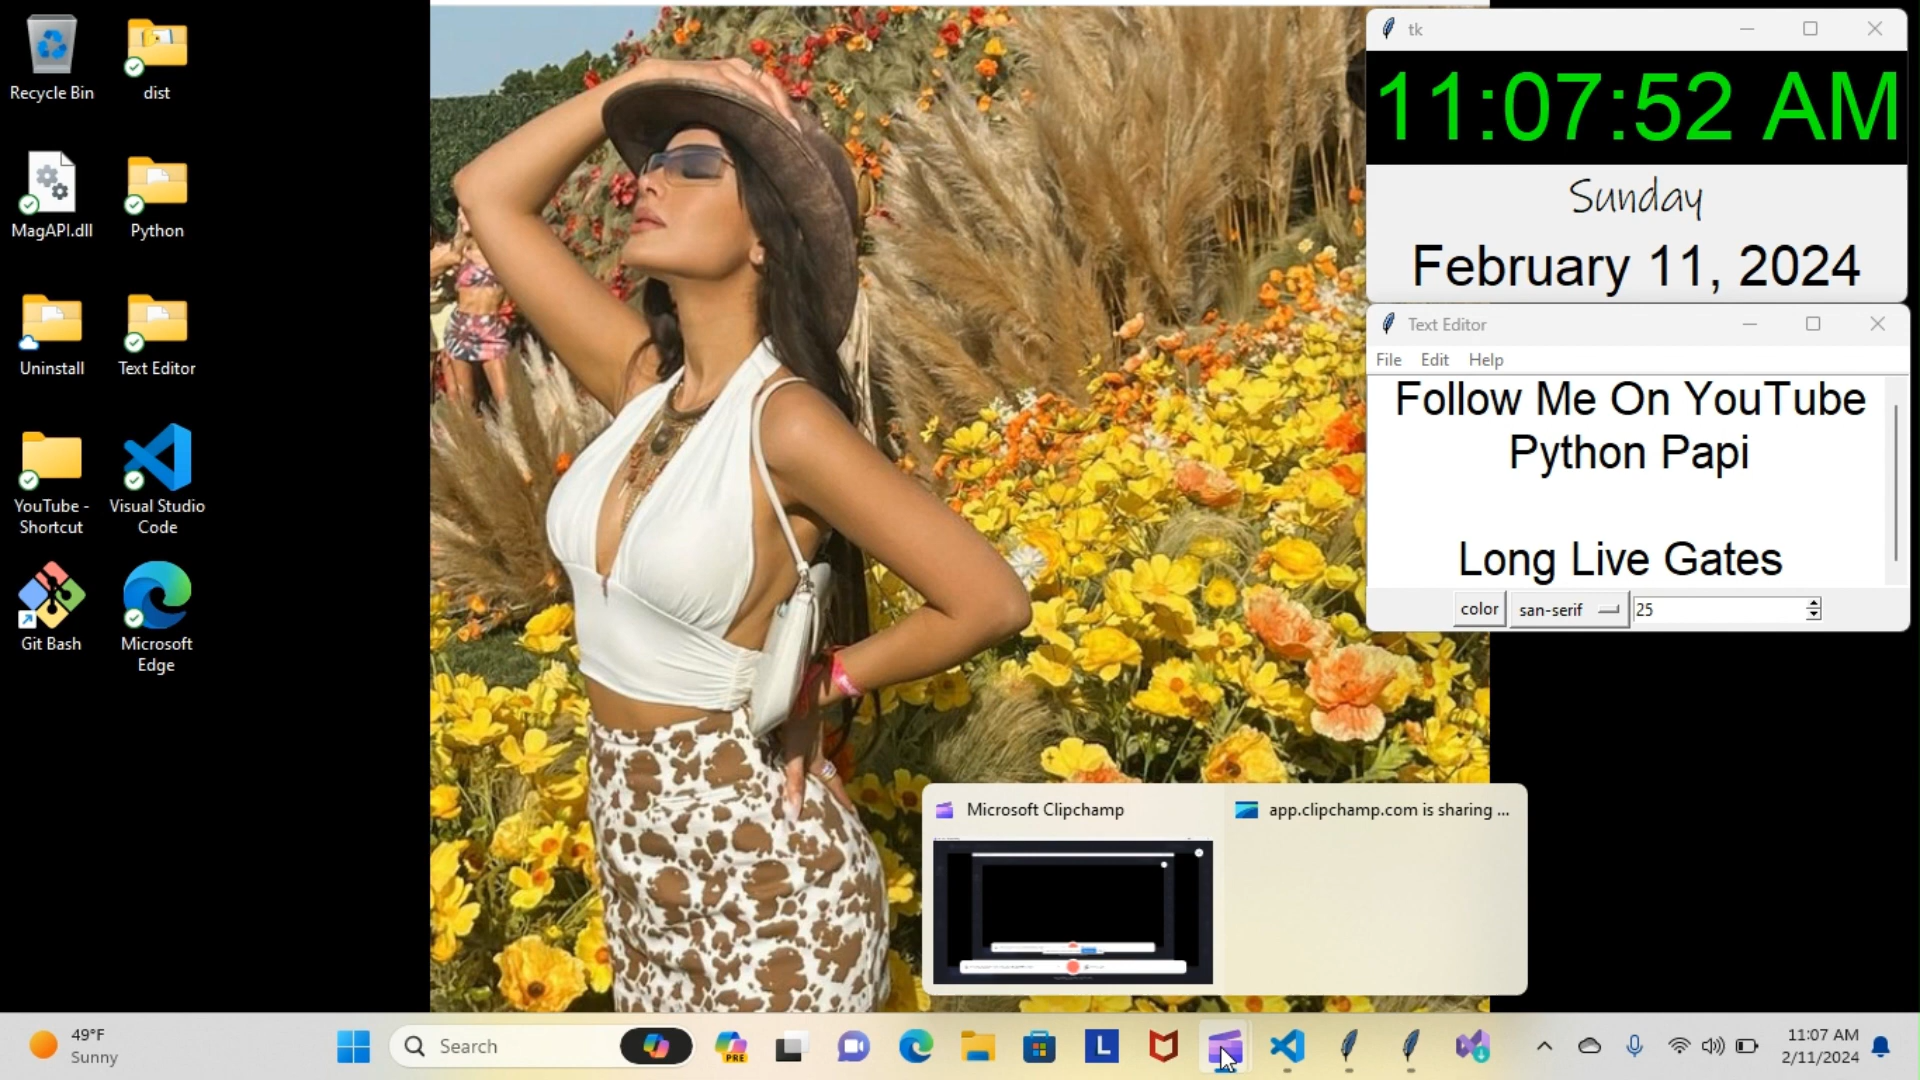 Recycle Bin
dist
MagAPI.dll
Python
Uninstall
Text Editor
YouTube -
Shortcut
Visual Studio
Code
Git Bash
Microsoft
Edge
tk
11:07:52 AM
Sunday
February 11, 2024
Text Editor
File Edit Help
Follow Me On YouTube
Python Papi
Long Live Gates
color san-serif 25
Microsoft Clipchamp
app.clipchamp.com is sharing ...
49°F
Sunny
Search
PRE
L
11:07 AM
2/11/2024